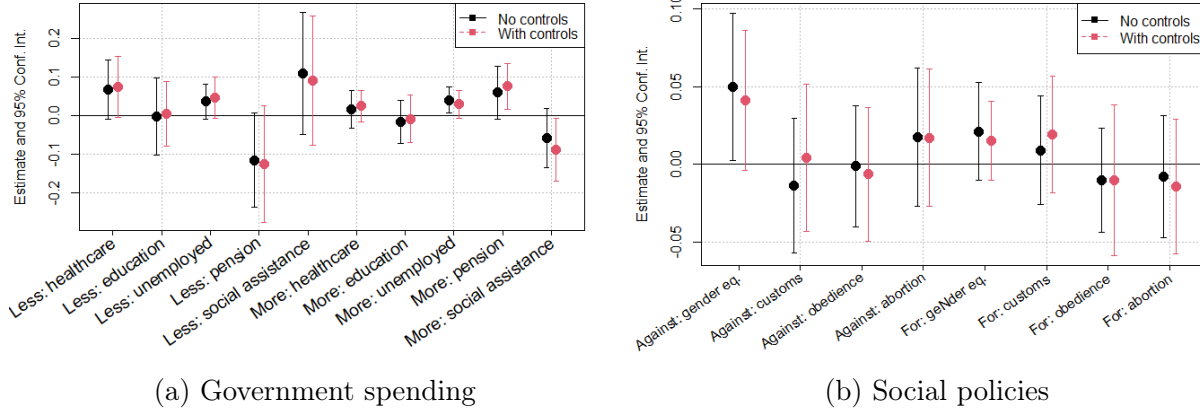 Estimate and 95% Conf. Int.
0.2
0.1
0.0
-0.1
-0.2
No controls
With controls
Less: healthcare
Less: education
Less: unemployed
Less: pension
Less: social assistance
More: healthcare
More: education
More: unemployed
More: pension
More: social assistance
(a) Government spending
Estimate and 95% Conf. Int.
0.10
0.05
0.00
-0.05
No controls
With controls
Against: gender eq.
Against: customs
Against: obedience
Against: abortion
For: geNder eq.
For: customs
For: obedience
For: abortion
(b) Social policies